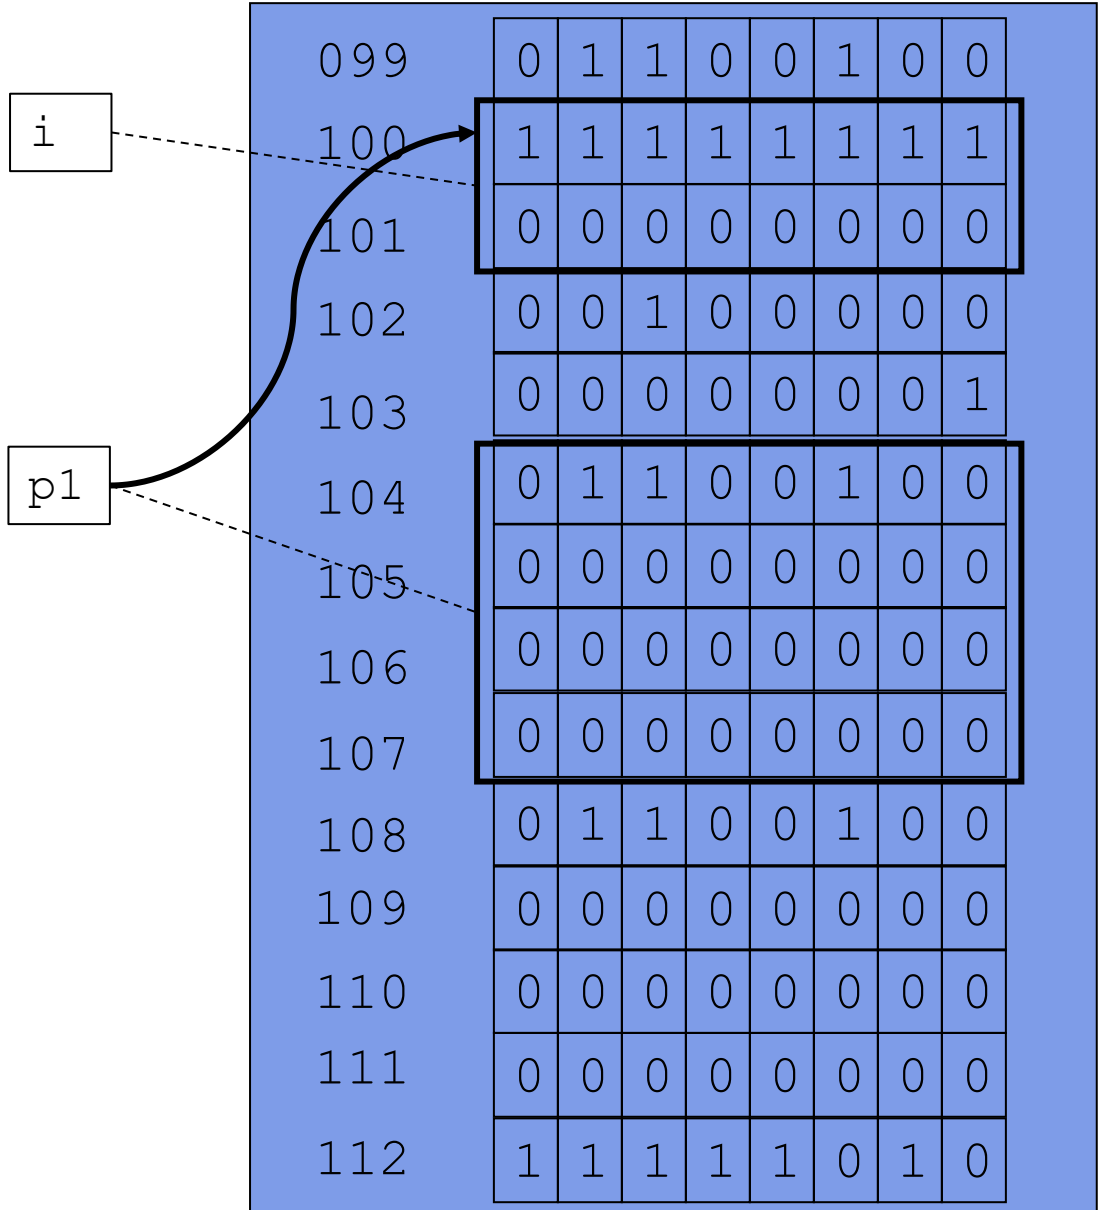 099 0 1 1 0 0 1 0 0
i
100 1 1 1 1 1 1 1 1
101 0 0 0 0 0 0 0 0
102 0 0 1 0 0 0 0 0
103 0 0 0 0 0 0 0 1
p1
104 0 1 1 0 0 1 0 0
105 0 0 0 0 0 0 0 0
106 0 0 0 0 0 0 0 0
107 0 0 0 0 0 0 0 0
108 0 1 1 0 0 1 0 0
109 0 0 0 0 0 0 0 0
110 0 0 0 0 0 0 0 0
111 0 0 0 0 0 0 0 0
112 1 1 1 1 1 0 1 0